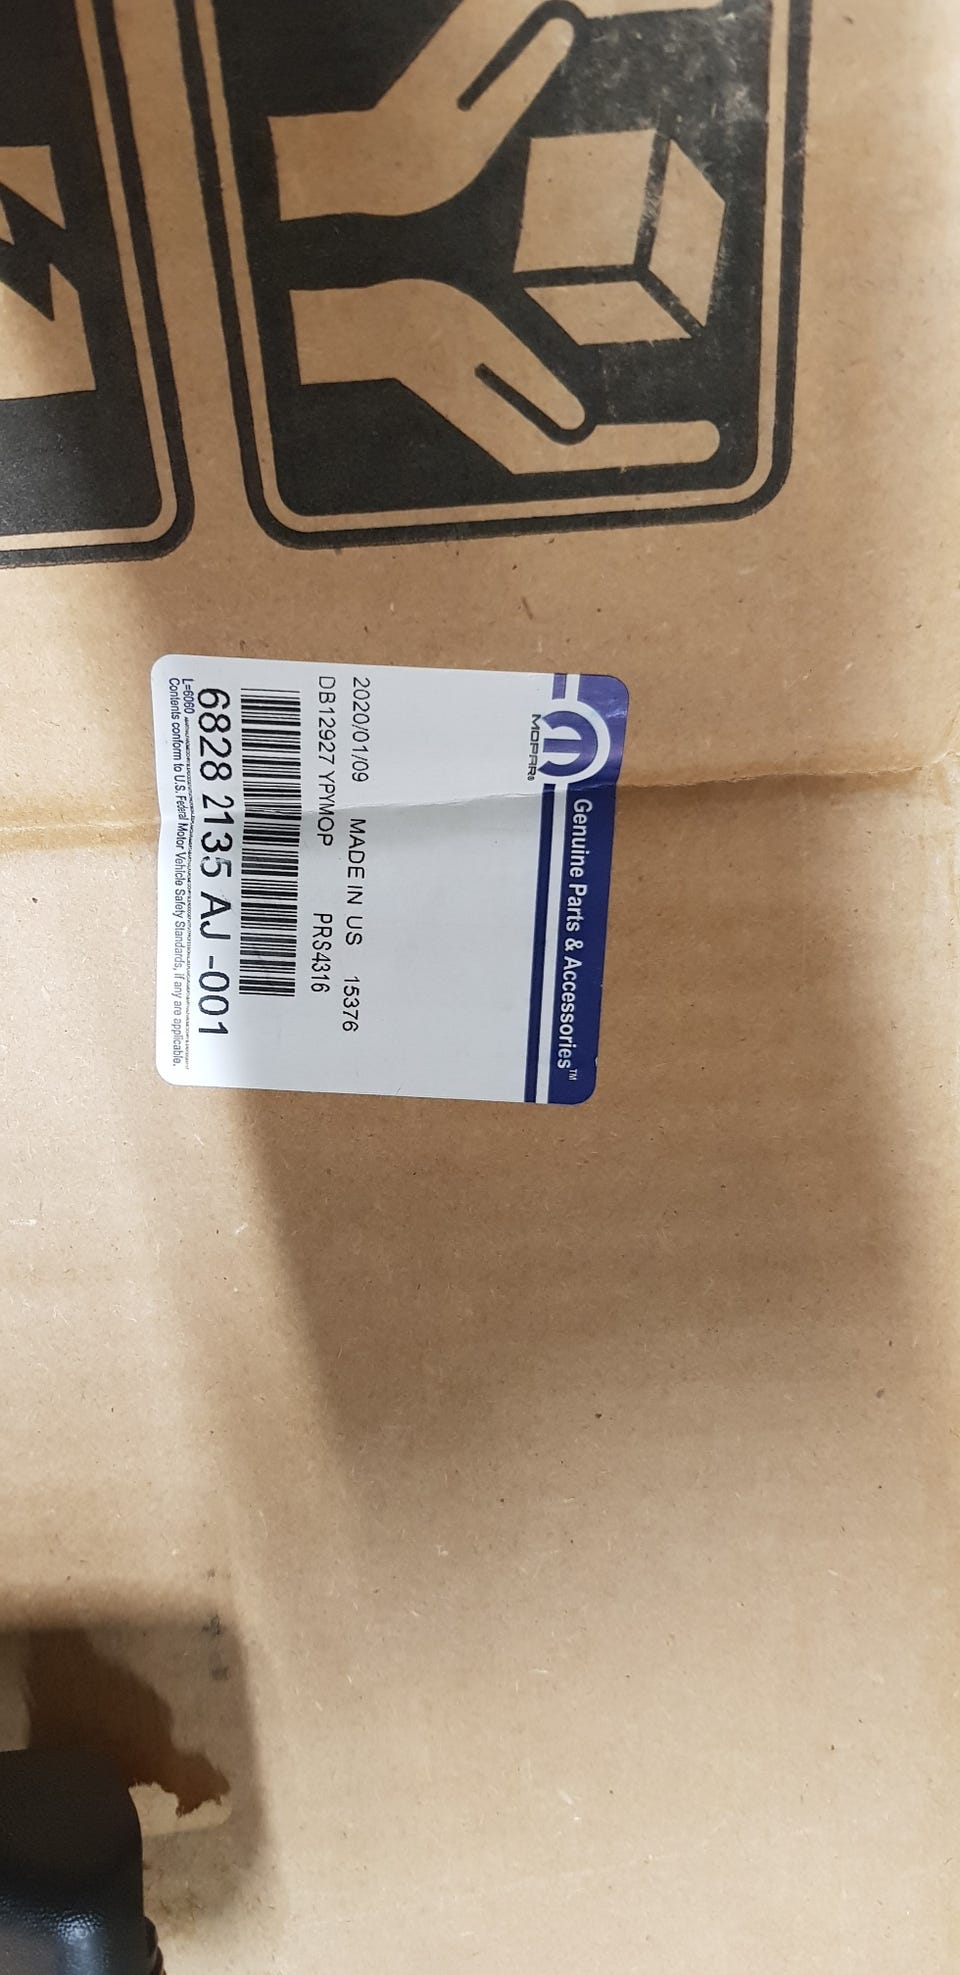 Genuine Parts & Accessories™
MOPAR®
2020/01/09 MADE IN US 15376
DB12927 YPYMOP PRS4316
6828 2135 AJ -001
L=6060
Contents conform to U.S. Federal Motor Vehicle Safety Standards, if any are applicable.